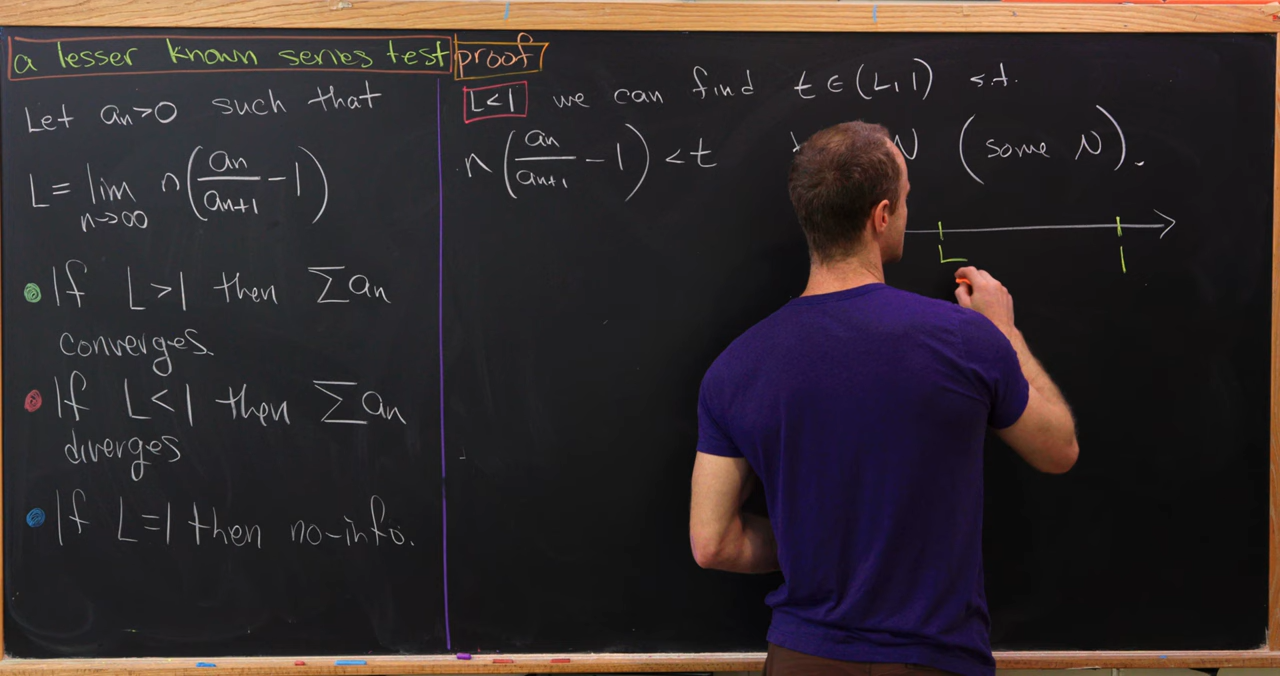 a lesser known series test
Let an>0 such that
L = lim n→∞ n(an/an+1 − 1)
If L>1 then Σan
converges
If L<1 then Σan
diverges
If L=1 then no-info.
proof
L<1 we can find t∈(L,1) s.t.
n(an/an+1 − 1) < t N (some N).
L 1